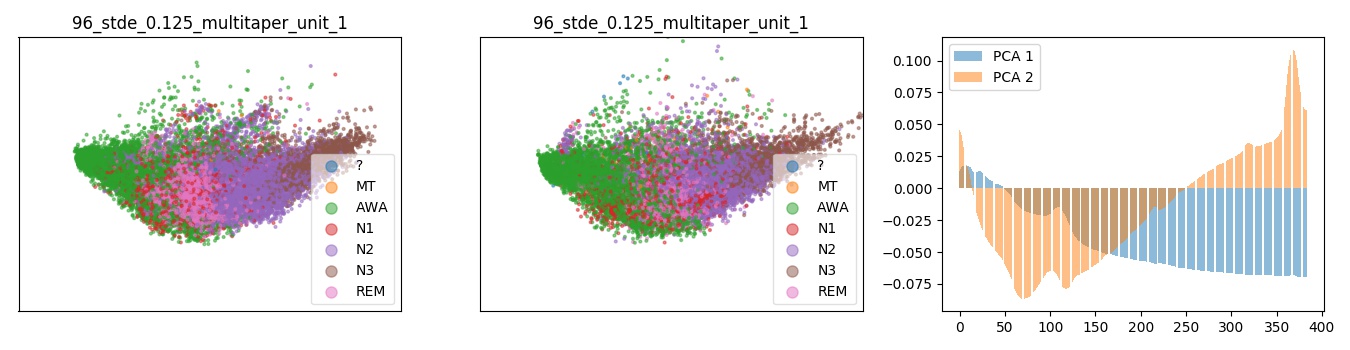 96_stde_0.125_multitaper_unit_1
?
MT
AWA
N1
N2
N3
REM
96_stde_0.125_multitaper_unit_1
?
MT
AWA
N1
N2
N3
REM
PCA 1
PCA 2
0.100
0.075
0.050
0.025
0.000
−0.025
−0.050
−0.075
0 50 100 150 200 250 300 350 400